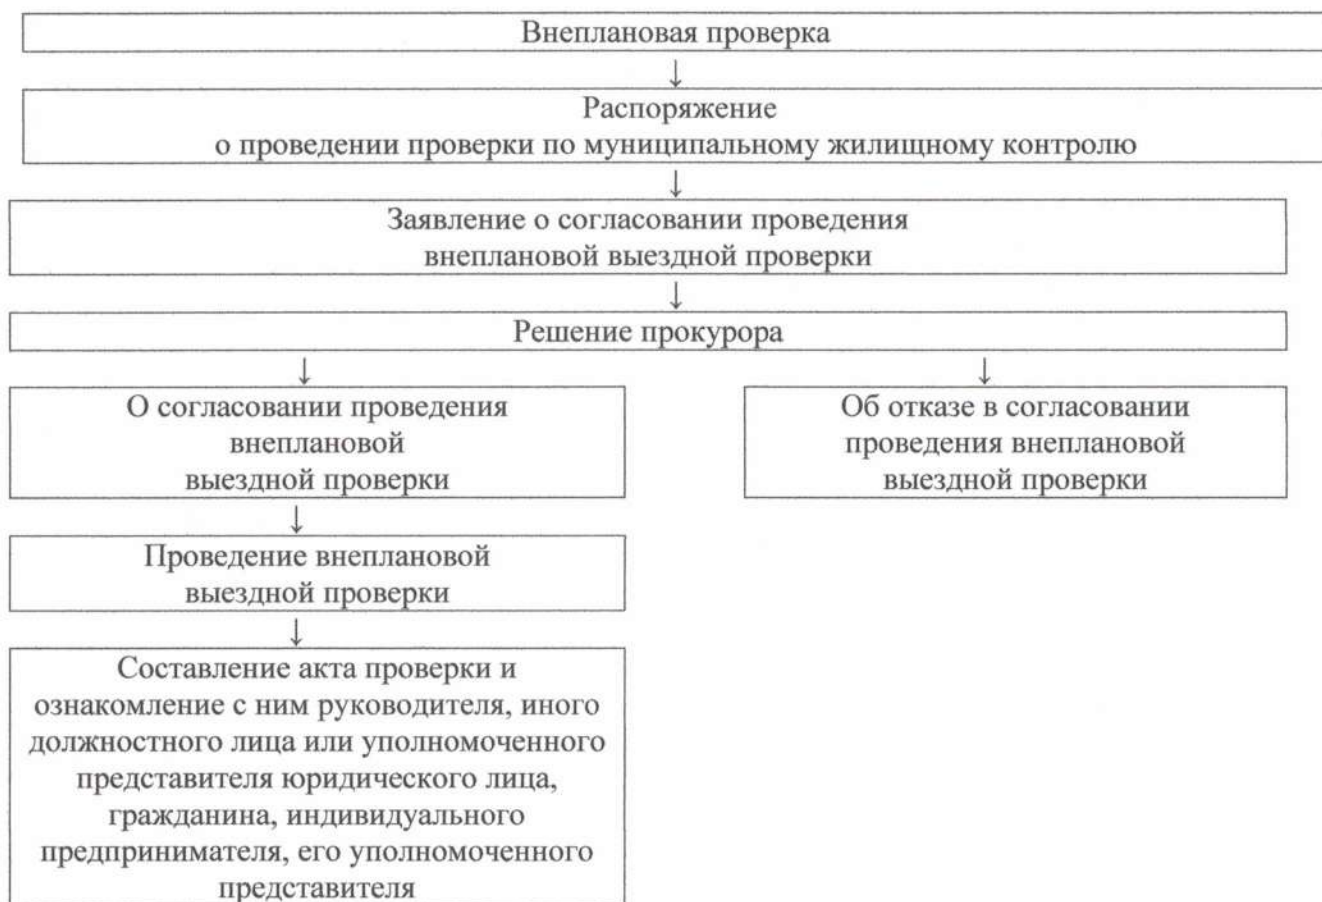 Внеплановая проверка
↓
Распоряжение
о проведении проверки по муниципальному жилищному контролю
↓
Заявление о согласовании проведения
внеплановой выездной проверки
↓
Решение прокурора
↓ ↓
О согласовании проведения
внеплановой
выездной проверки
Об отказе в согласовании
проведения внеплановой
выездной проверки
↓
Проведение внеплановой
выездной проверки
↓
Составление акта проверки и
ознакомление с ним руководителя, иного
должностного лица или уполномоченного
представителя юридического лица,
гражданина, индивидуального
предпринимателя, его уполномоченного
представителя